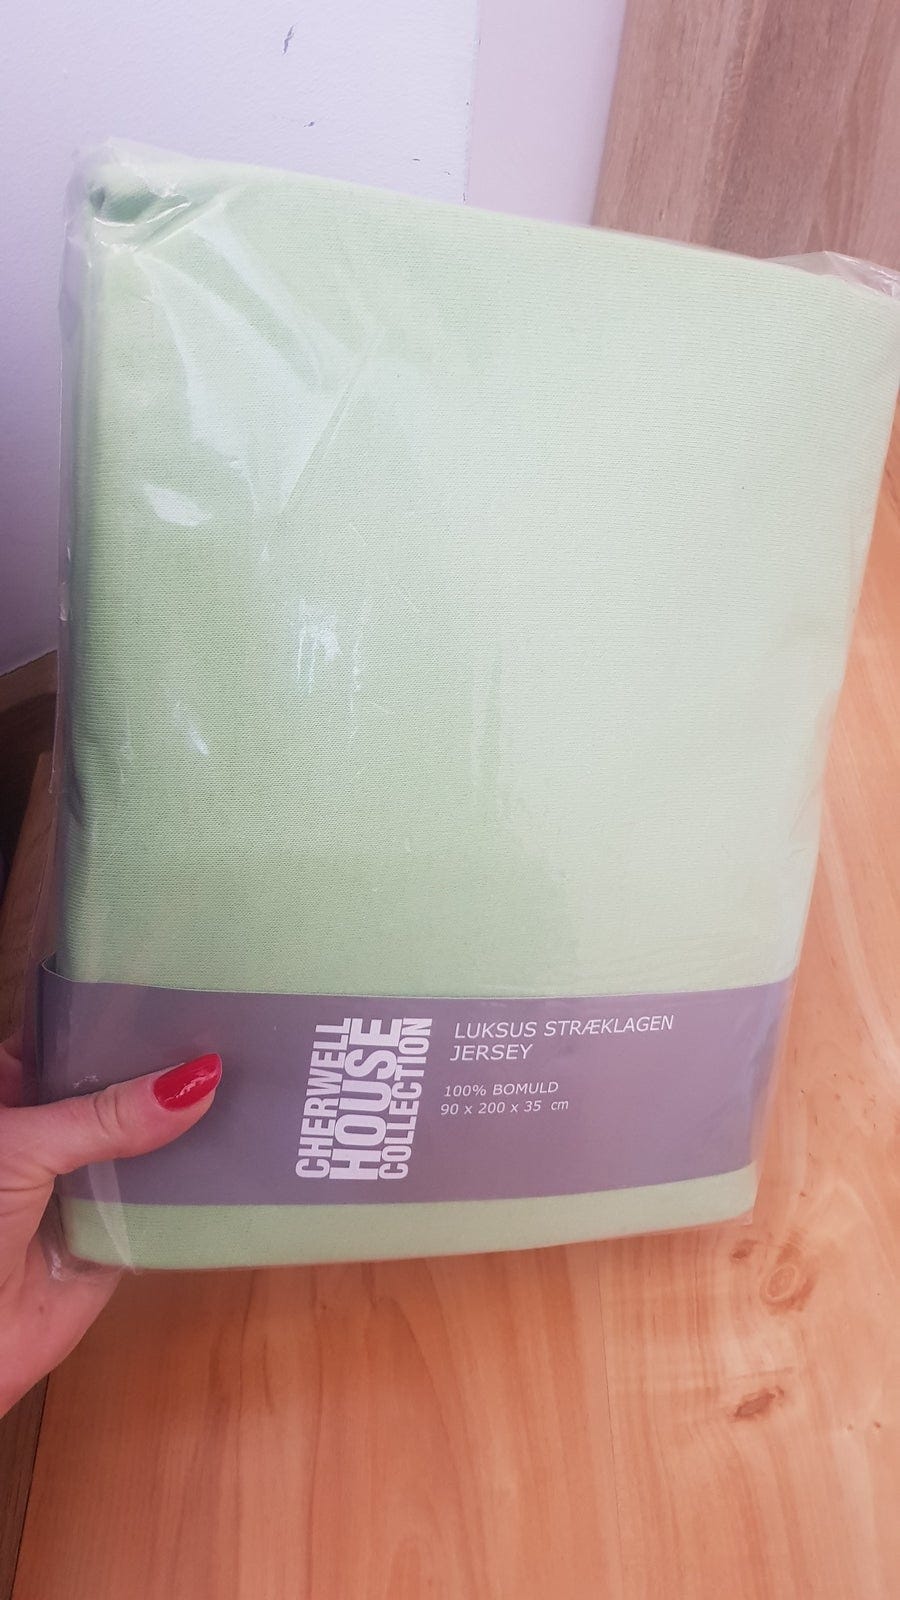 CHERWELL
HOUSE
COLLECTION
LUKSUS STRÆKLAGEN
JERSEY
100% BOMULD
90 x 200 x 35 cm